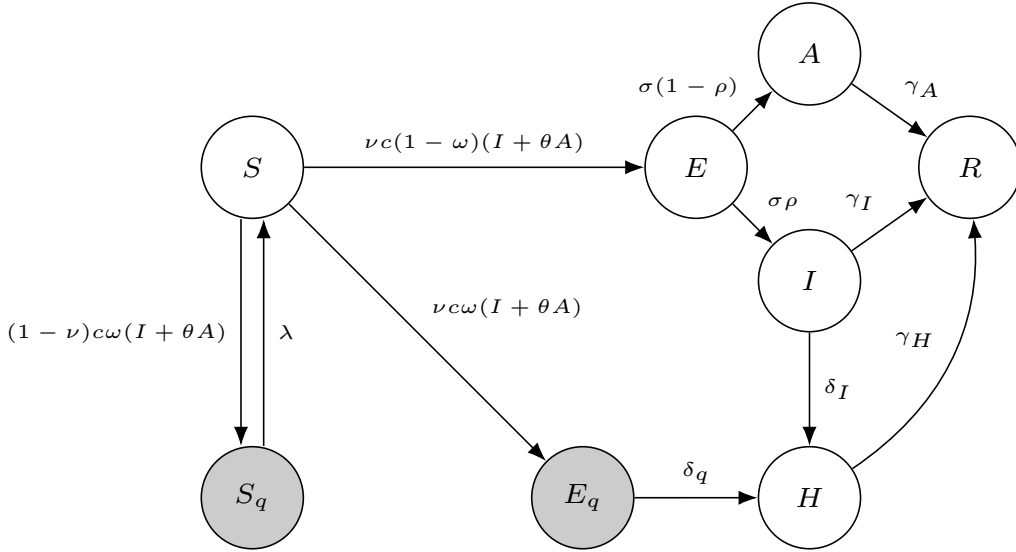 A
σ(1 − ρ)
γ_A
νc(1 − ω)(I + θA)
S
E
R
σρ
γ_I
I
νcω(I + θA)
(1 − ν)cω(I + θA)
λ
γ_H
δ_I
S_q
E_q
δ_q
H